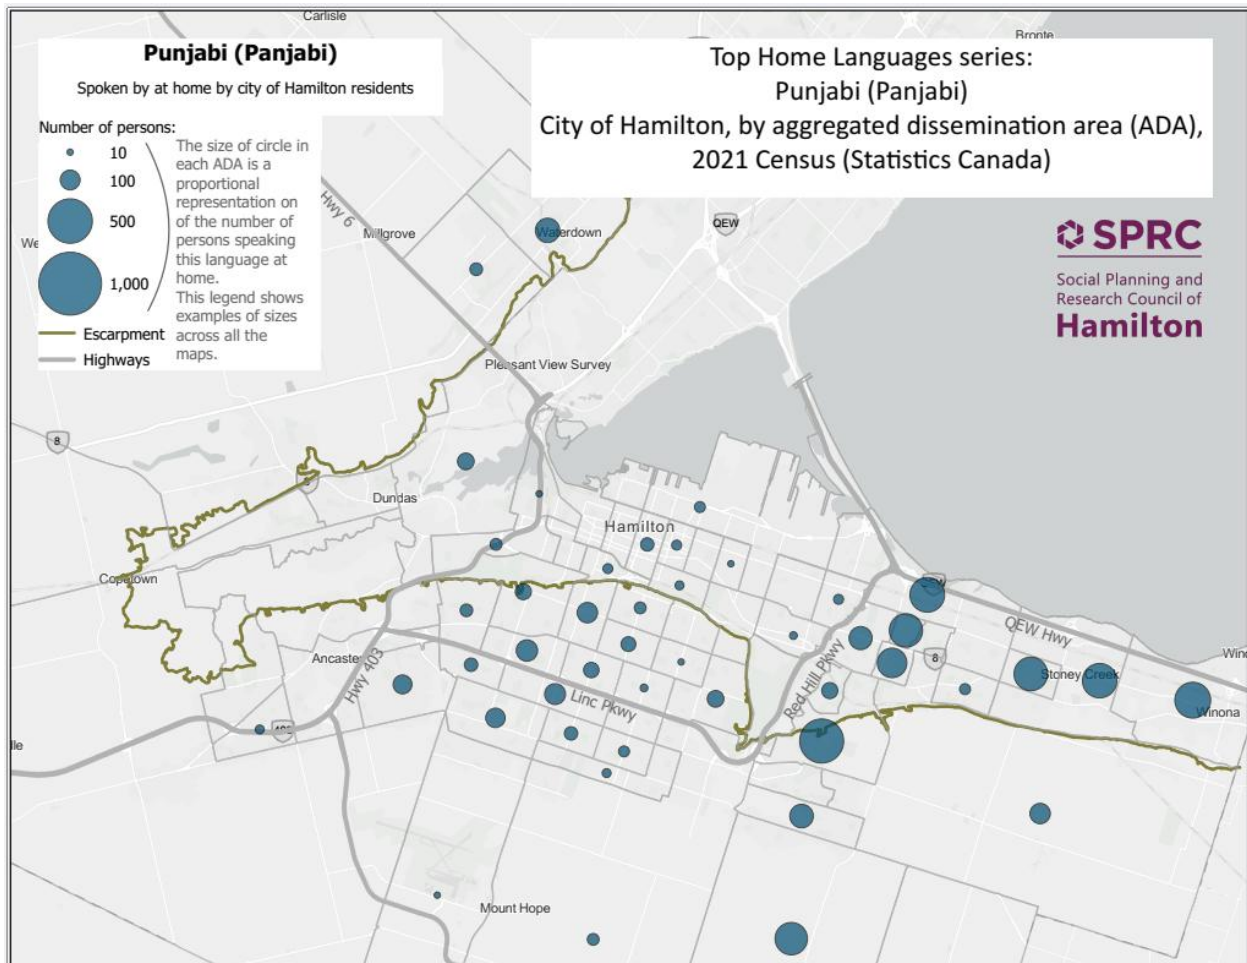 Carlisle
Bronte
Punjabi (Panjabi)
Spoken by at home by city of Hamilton residents
Number of persons:
10
100
500
1,000
The size of circle in
each ADA is a
proportional
representation on
of the number of
persons speaking
this language at
home.
This legend shows
examples of sizes
across all the
maps.
Escarpment
Highways
Top Home Languages series:
Punjabi (Panjabi)
City of Hamilton, by aggregated dissemination area (ADA),
2021 Census (Statistics Canada)
SPRC
Social Planning and
Research Council of
Hamilton
Hwy 6
Millgrove
Waterdown
QEW
We
Pleasant View Survey
8
Dundas
Hamilton
Copetown
QEW Hwy
Ancaster
Hwy 403
Linc Pkwy
Red Hill Pkwy
8
Stoney Creek
Win
Winona
403
lle
Mount Hope